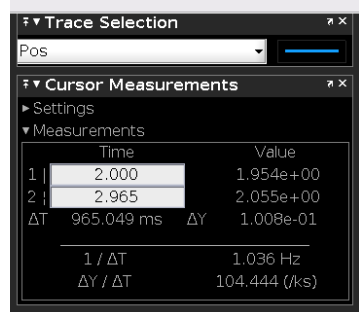 Trace Selection
Pos
Cursor Measurements
Settings
Measurements
Time Value
1 2.000 1.954e+00
2 2.965 2.055e+00
ΔT 965.049 ms ΔY 1.008e-01
1 / ΔT 1.036 Hz
ΔY / ΔT 104.444 (/ks)